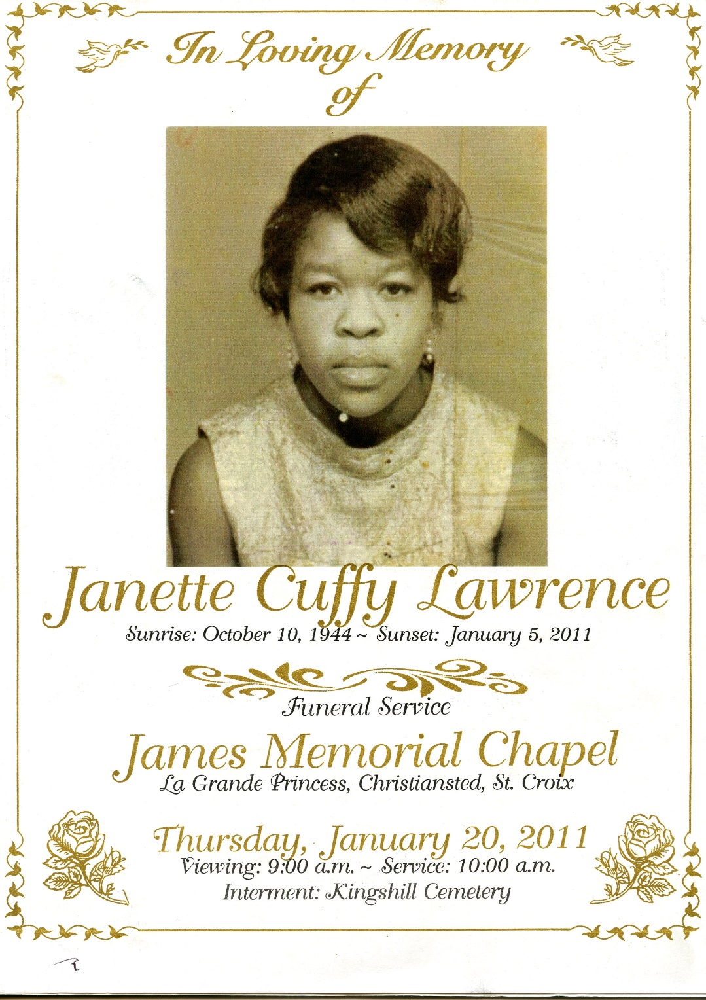 In Loving Memory
of
Janette Cuffy Lawrence
Sunrise: October 10, 1944 ~ Sunset: January 5, 2011
Funeral Service
James Memorial Chapel
La Grande Princess, Christiansted, St. Croix
Thursday, January 20, 2011
Viewing: 9:00 a.m. ~ Service: 10:00 a.m.
Interment: Kingshill Cemetery